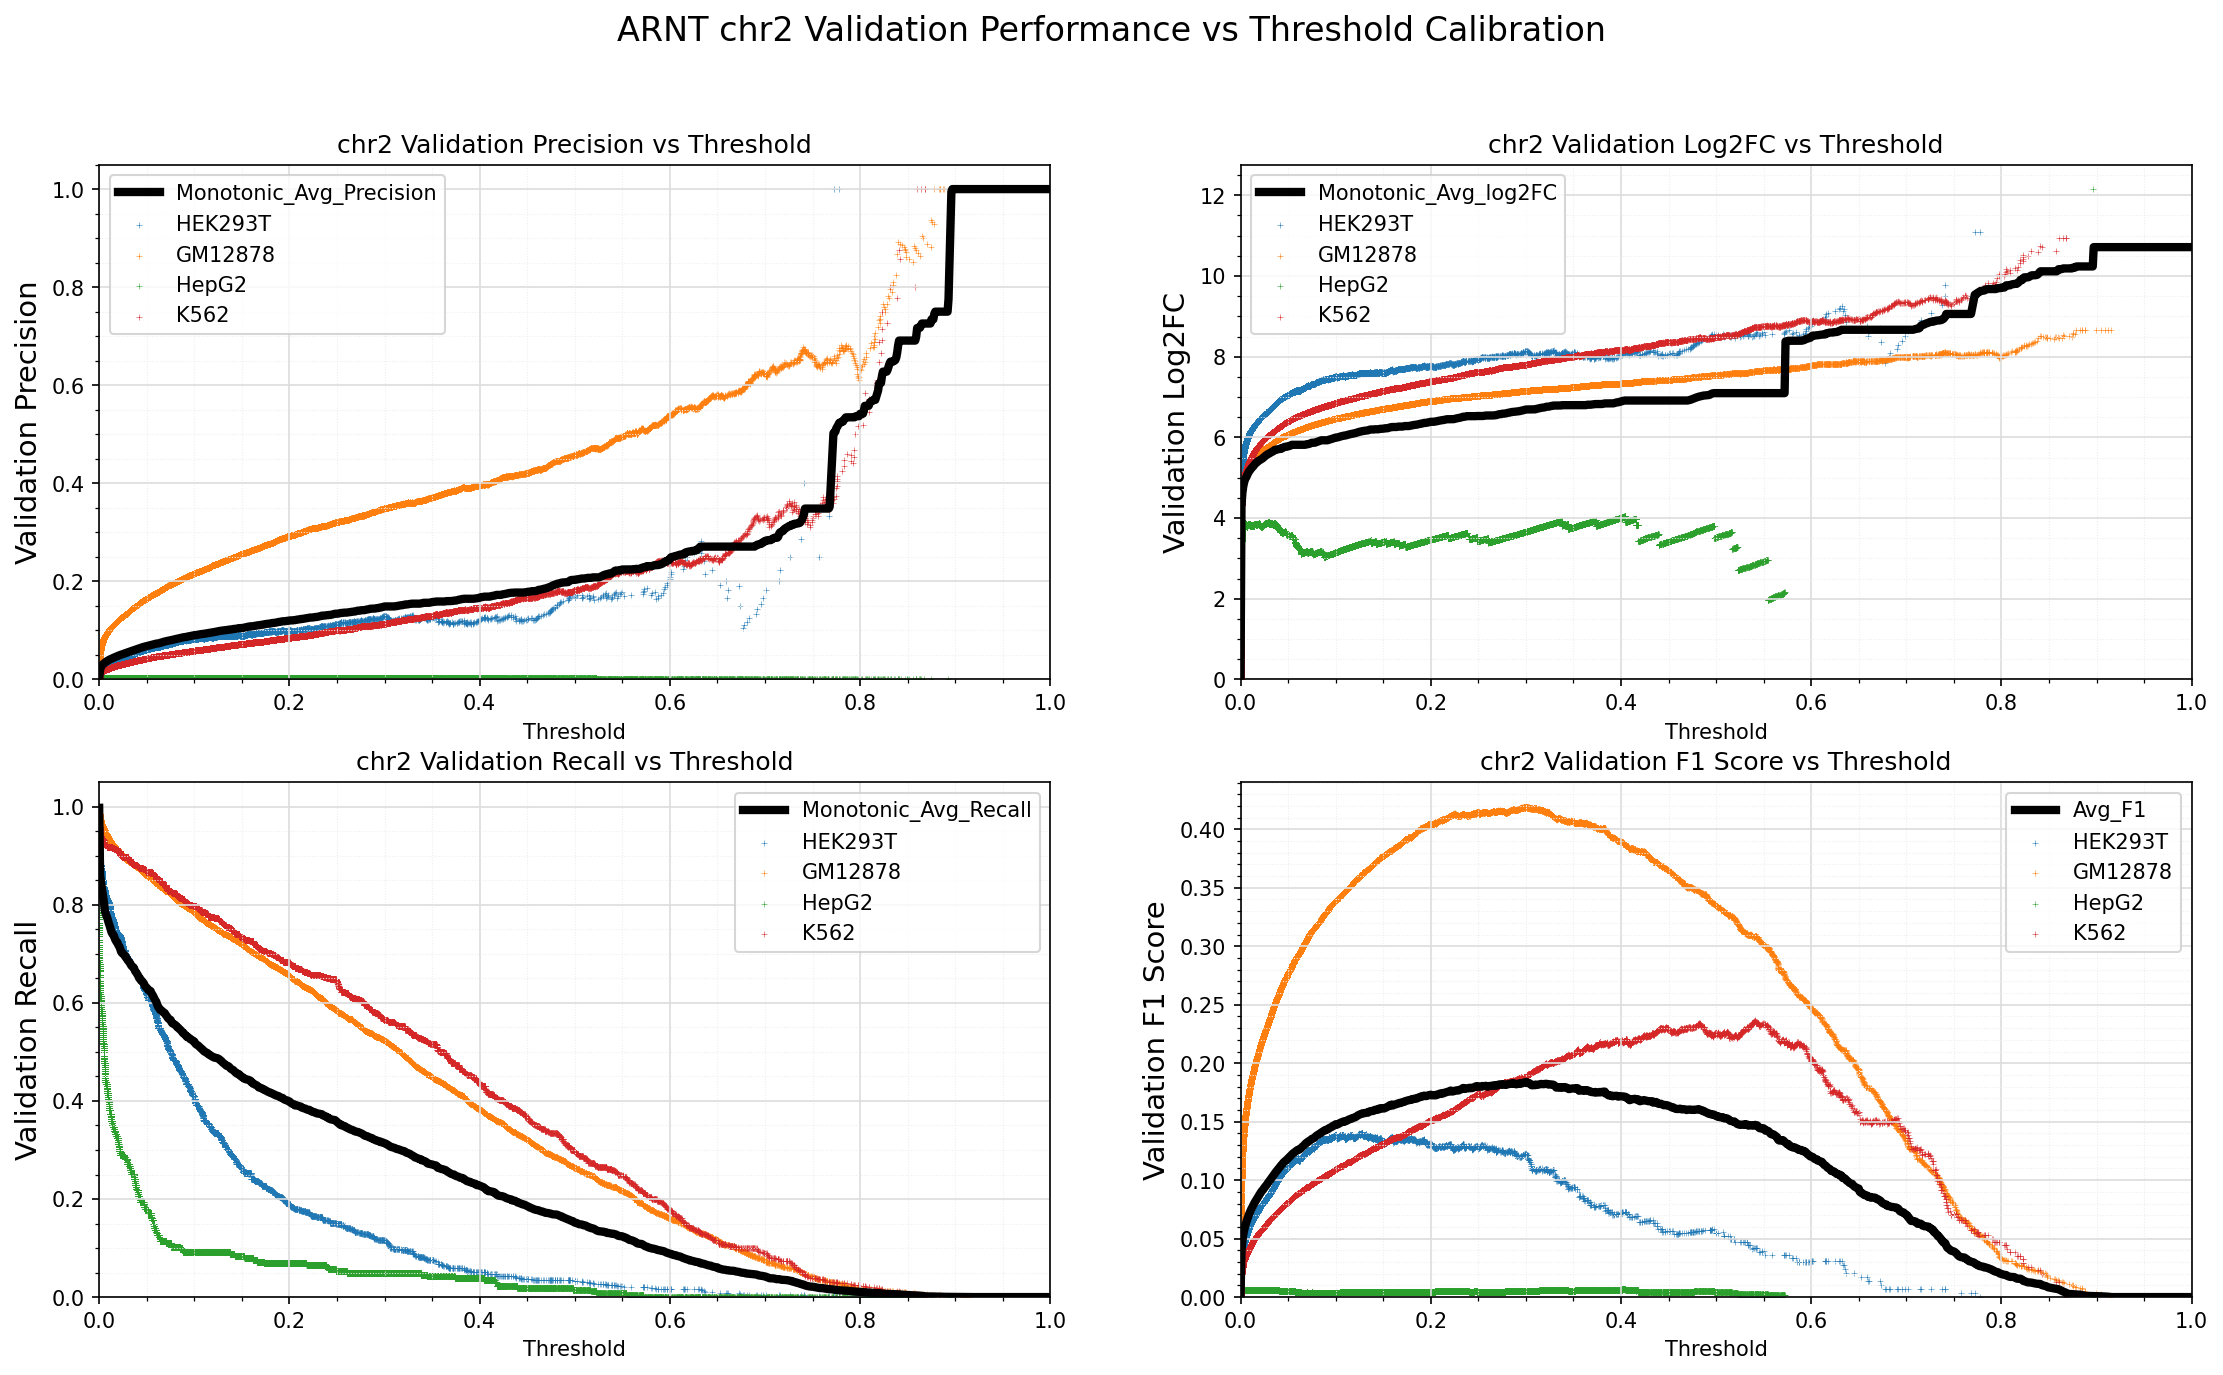 ARNT chr2 Validation Performance vs Threshold Calibration
chr2 Validation Precision vs Threshold
Validation Precision
1.0
0.8
0.6
0.4
0.2
0.0
Monotonic_Avg_Precision
HEK293T
GM12878
HepG2
K562
0.0 0.2 0.4 0.6 0.8 1.0
Threshold
chr2 Validation Log2FC vs Threshold
Validation Log2FC
12
10
8
6
4
2
0
Monotonic_Avg_log2FC
HEK293T
GM12878
HepG2
K562
0.0 0.2 0.4 0.6 0.8 1.0
Threshold
chr2 Validation Recall vs Threshold
Validation Recall
1.0
0.8
0.6
0.4
0.2
0.0
Monotonic_Avg_Recall
HEK293T
GM12878
HepG2
K562
0.0 0.2 0.4 0.6 0.8 1.0
Threshold
chr2 Validation F1 Score vs Threshold
Validation F1 Score
0.40
0.35
0.30
0.25
0.20
0.15
0.10
0.05
0.00
Avg_F1
HEK293T
GM12878
HepG2
K562
0.0 0.2 0.4 0.6 0.8 1.0
Threshold